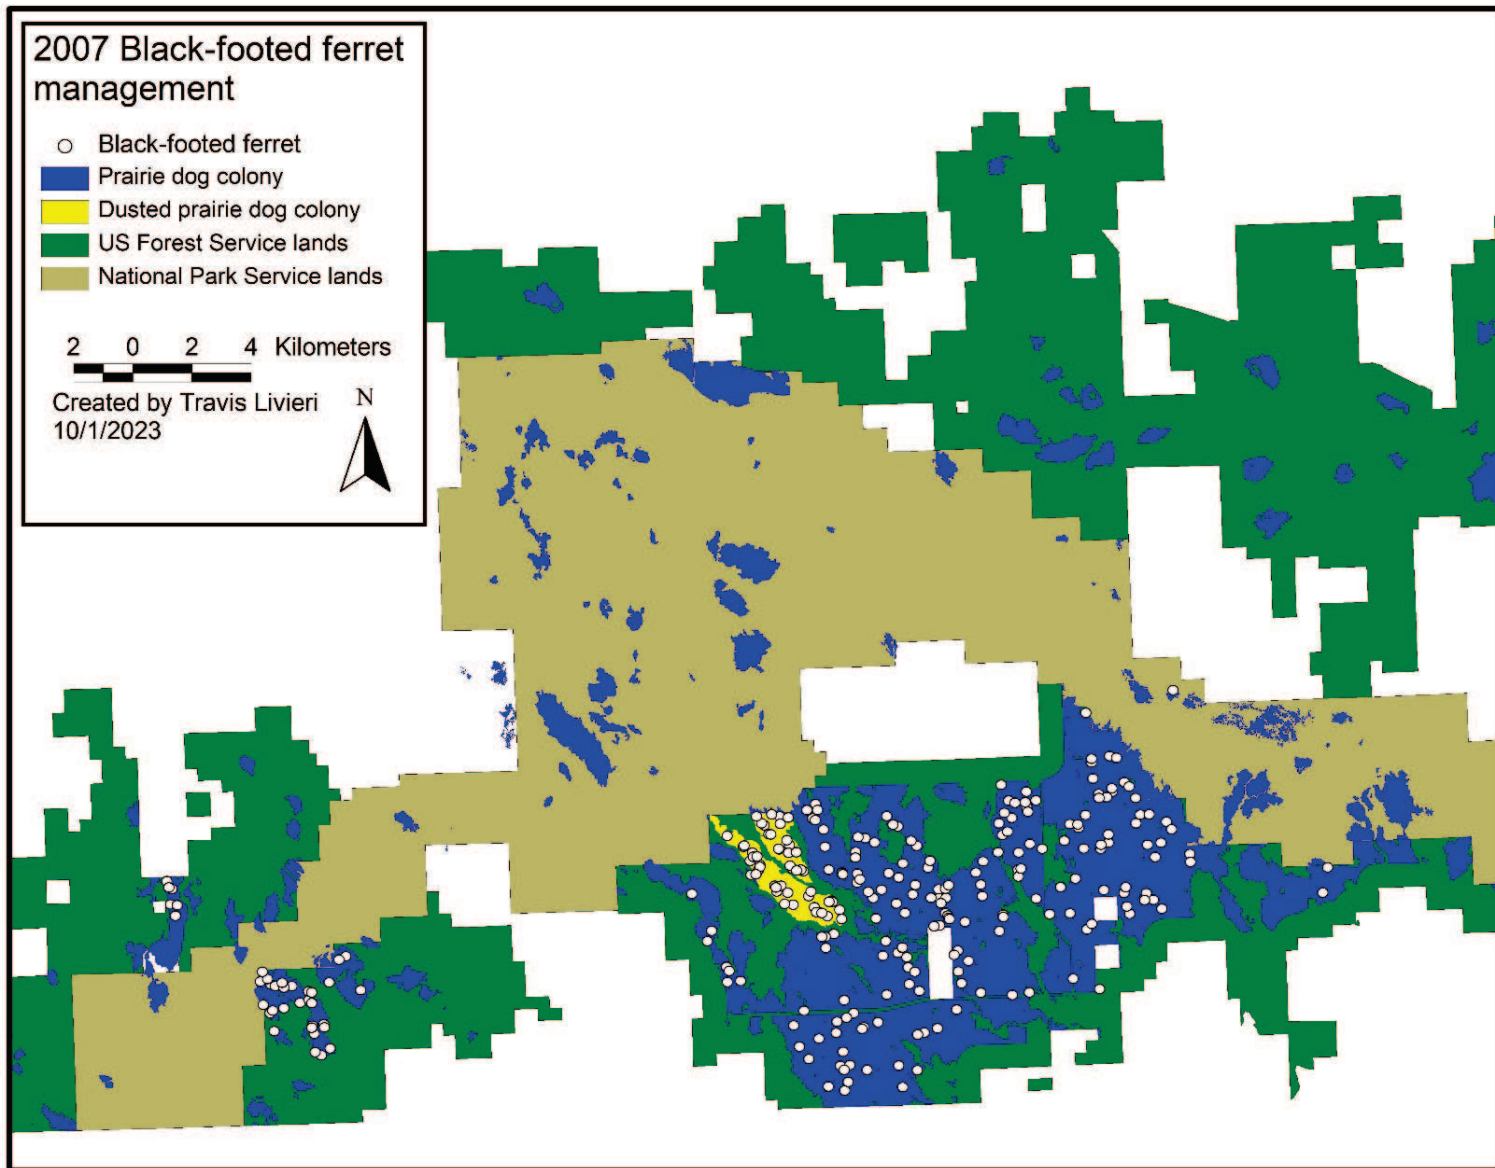 2007 Black-footed ferret
management
Black-footed ferret
Prairie dog colony
Dusted prairie dog colony
US Forest Service lands
National Park Service lands
2 0 2 4 Kilometers
Created by Travis Livieri
10/1/2023
N